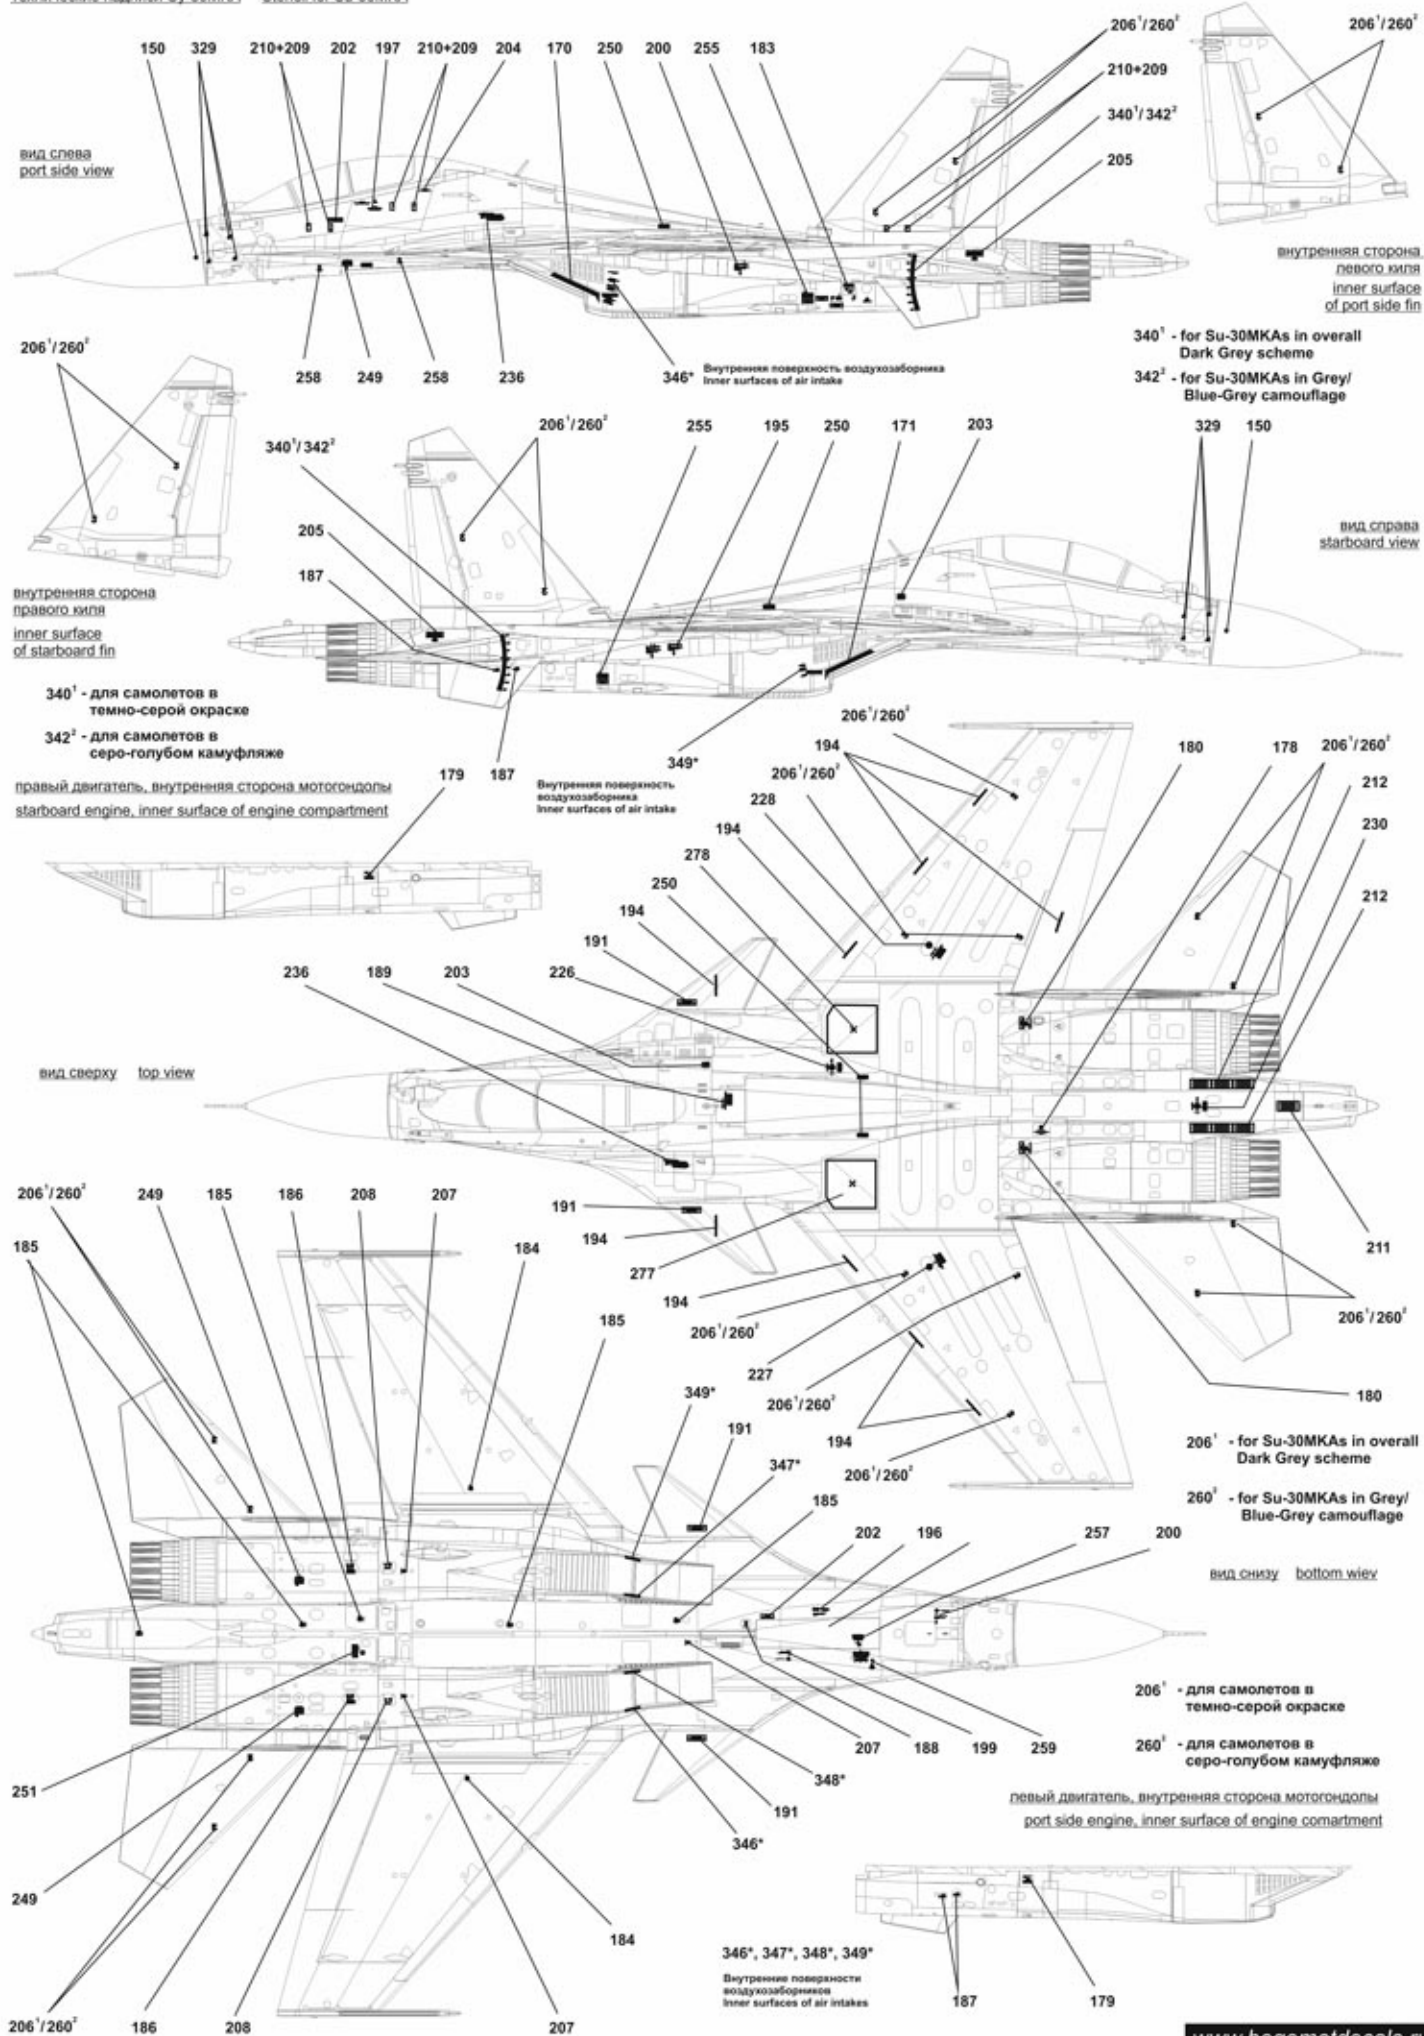 150 329 210+209 202 197 210+209 204 170 250 200 255 183 206¹/260² 206¹/260²
210+209
340¹/342²
205
вид слева
port side view
внутренняя сторона
левого киля
inner surface
of port side fin
340¹ - for Su-30MKAs in overall
Dark Grey scheme
342² - for Su-30MKAs in Grey/
Blue-Grey camouflage
206¹/260²
258 249 258 236 346*
Внутренняя поверхность воздухозаборника
Inner surfaces of air intake
340¹/342² 206¹/260² 255 195 250 171 203 329 150
205
187
вид справа
starboard view
внутренняя сторона
правого киля
inner surface
of starboard fin
340¹ - для самолетов в
темно-серой окраске
342² - для самолетов в
серо-голубом камуфляже
правый двигатель, внутренняя сторона мотогондолы
starboard engine, inner surface of engine compartment
179 187
Внутренняя поверхность
воздухозаборника
Inner surfaces of air intake
349*
206¹/260²
194 180 178 206¹/260²
206¹/260²
212
228
230
194
278
212
250
194
191
236 189 203 226
вид сверху top view
191
194
277
194
206¹/260²
227
206¹/260²
194
206¹/260²
211
206¹/260²
180
206¹ - for Su-30MKAs in overall
Dark Grey scheme
260² - for Su-30MKAs in Grey/
Blue-Grey camouflage
206¹/260² 249 185 186 208 207
185
184
185
349*
191
347*
185
202 196 257 200
вид снизу bottom wiev
207 188 199 259
206¹ - для самолетов в
темно-серой окраске
260² - для самолетов в
серо-голубом камуфляже
251
348*
191
346*
левый двигатель, внутренняя сторона мотогондолы
port side engine, inner surface of engine comartment
249
184
346*, 347*, 348*, 349*
Внутренние поверхности
воздухозаборников
Inner surfaces of air intakes
187 179
206¹/260² 186 208 207